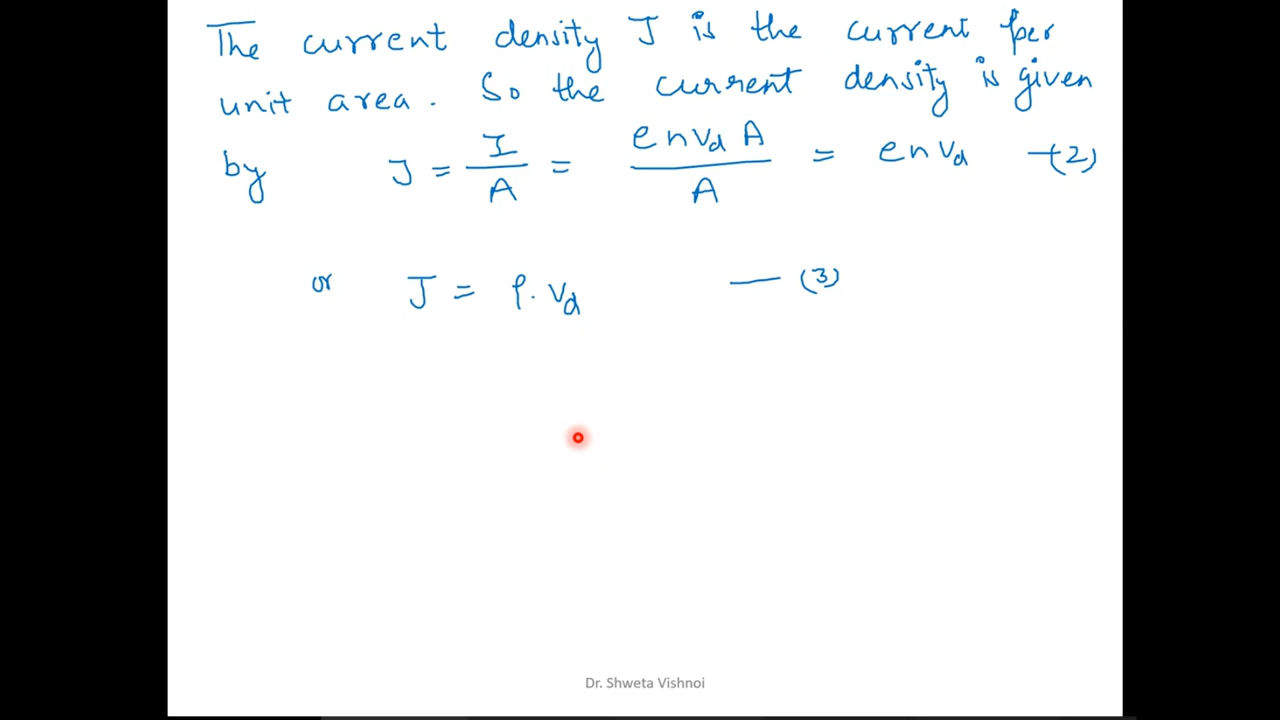 The current density J is the current per
unit area. So the current density is given
by J = I/A = envd A/A = envd —(2)
or J = ρ. vd — (3)
Dr. Shweta Vishnoi